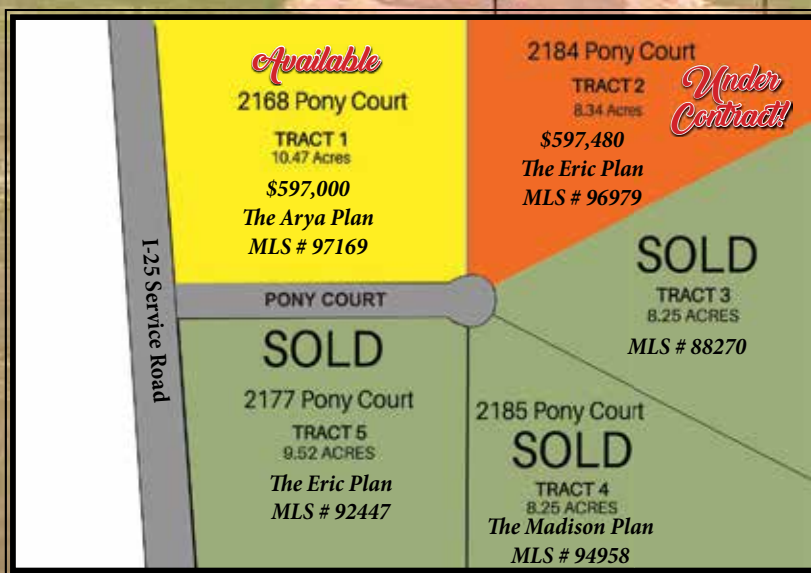 Available
2168 Pony Court
TRACT 1
10.47 Acres
$597,000
The Arya Plan
MLS # 97169
2184 Pony Court
TRACT 2
8.34 Acres
Under
Contract!
$597,480
The Eric Plan
MLS # 96979
SOLD
TRACT 3
8.25 ACRES
MLS # 88270
I-25 Service Road
PONY COURT
SOLD
2177 Pony Court
TRACT 5
9.52 ACRES
The Eric Plan
MLS # 92447
2185 Pony Court
SOLD
TRACT 4
8.25 ACRES
The Madison Plan
MLS # 94958